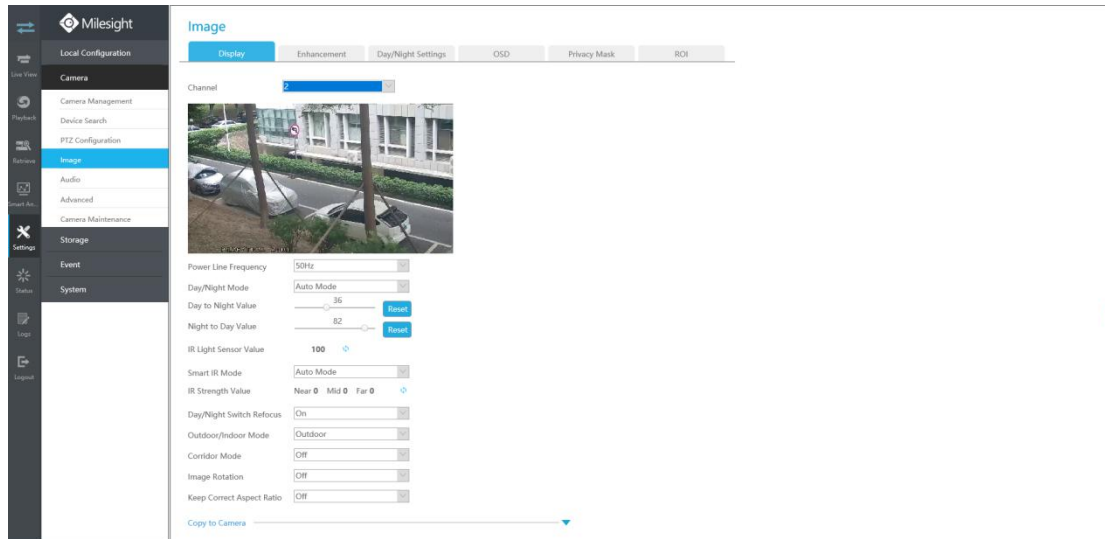 Milesight
Image
Local Configuration
Display
Enhancement
Day/Night Settings
OSD
Privacy Mask
ROI
Live View
Camera
Channel
2
Camera Management
Playback
Device Search
PTZ Configuration
Retrieve
Image
Audio
Smart An...
Advanced
Camera Maintenance
Settings
Storage
Event
System
Status
Logs
Logout
Power Line Frequency
50Hz
Day/Night Mode
Auto Mode
Day to Night Value
36
Reset
Night to Day Value
82
Reset
IR Light Sensor Value
100
Smart IR Mode
Auto Mode
IR Strength Value
Near 0 Mid 0 Far 0
Day/Night Switch Refocus
On
Outdoor/Indoor Mode
Outdoor
Corridor Mode
Off
Image Rotation
Off
Keep Correct Aspect Ratio
Off
Copy to Camera